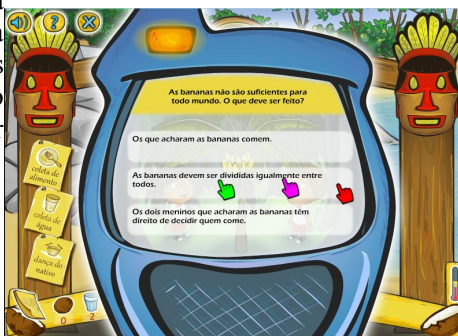 ?
As bananas não são suficientes para
todo mundo. O que deve ser feito?
Os que acharam as bananas comem.
As bananas devem ser divididas igualmente entre
todos.
Os dois meninos que acharam as bananas têm
direito de decidir quem come.
coleta de
alimento
coleta de
água
dança do
nativo
0
2